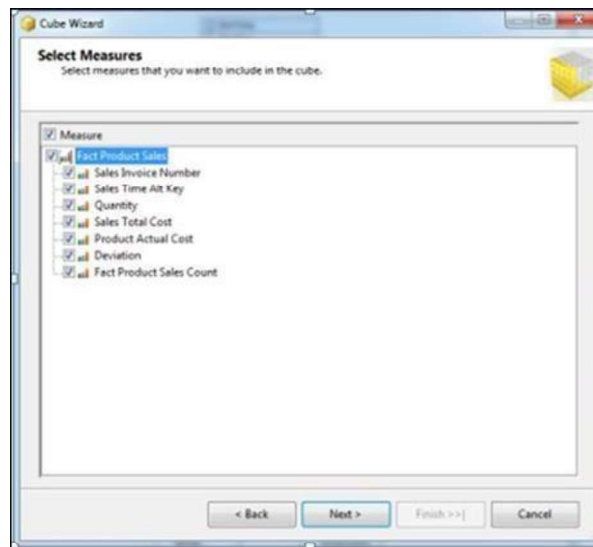 Cube Wizard
Select Measures
Select measures that you want to include in the cube.
Measure
Fact Product Sales
Sales Invoice Number
Sales Time Alt Key
Quantity
Sales Total Cost
Product Actual Cost
Deviation
Fact Product Sales Count
< Back
Next >
Finish >>|
Cancel